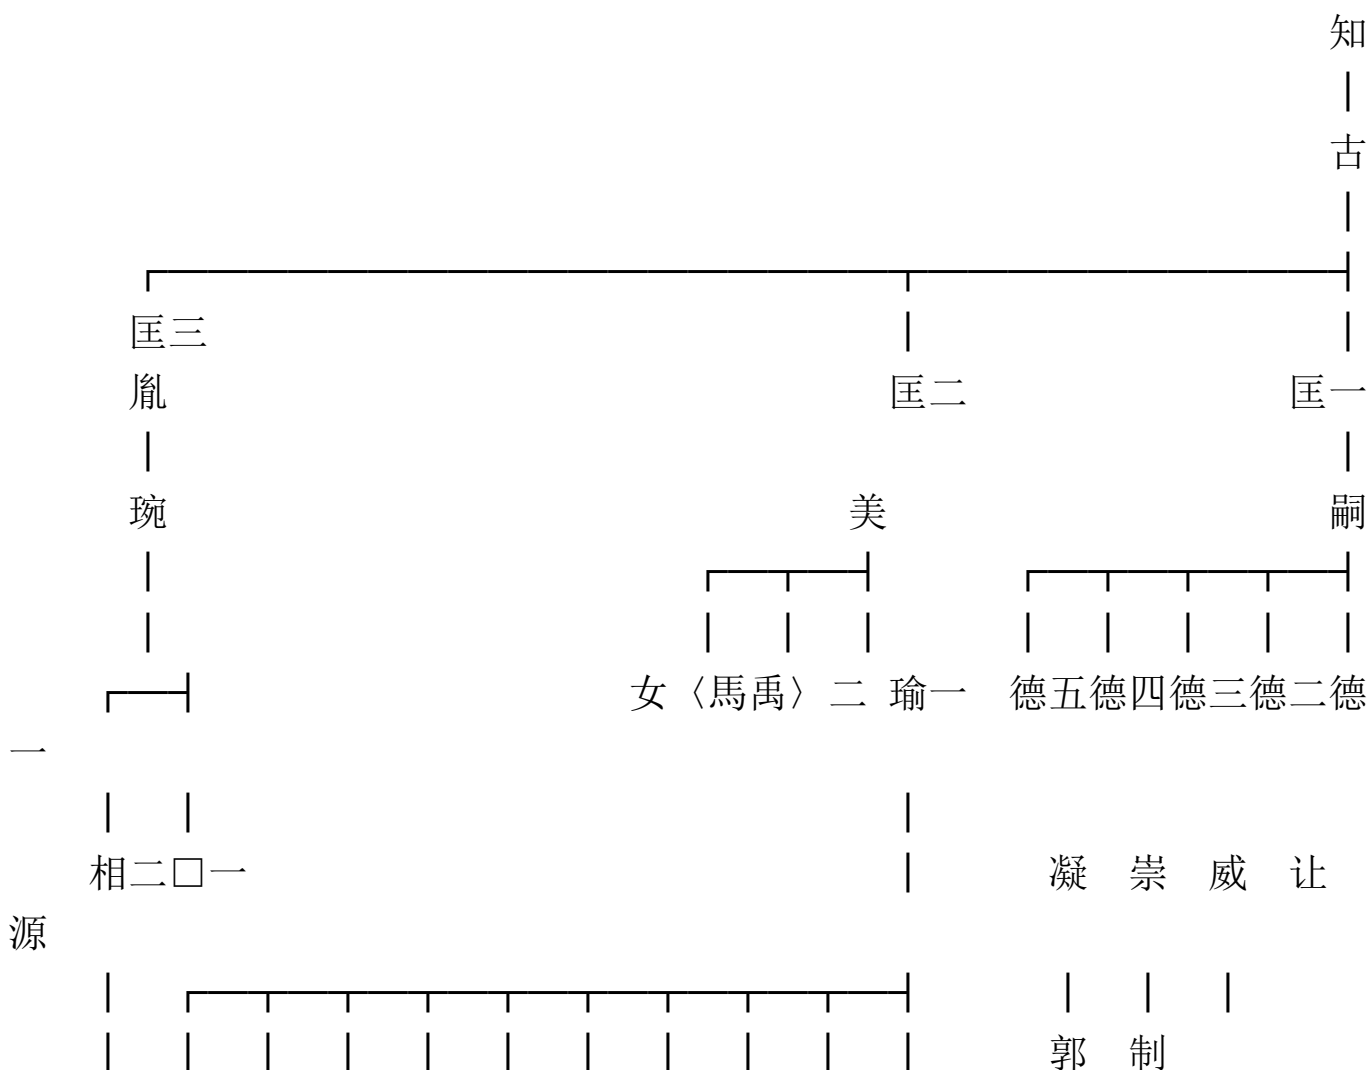 知
古
匡三
胤 匡二 匡一
琬 美 嗣
女〈馬禹〉二 瑜一 德五德四德三德二德
一
相二□一 凝 崇 威 让
源
郭 制